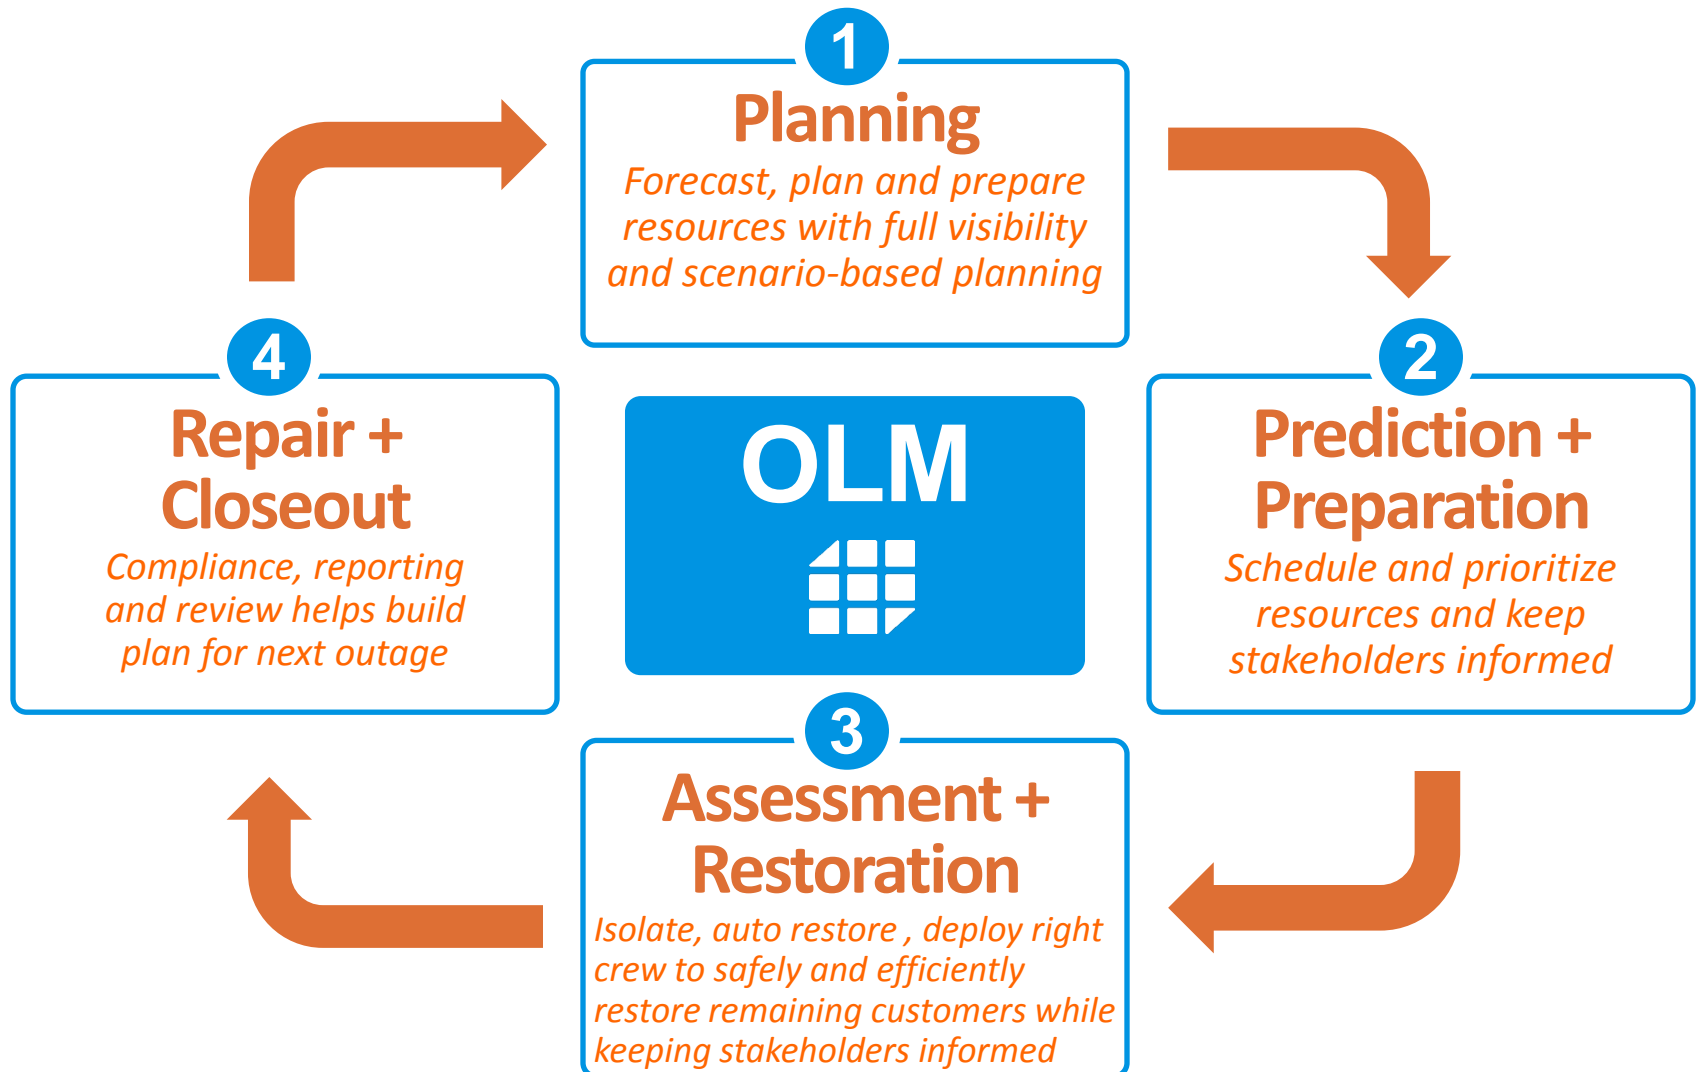 1
Planning
Forecast, plan and prepare
resources with full visibility
and scenario-based planning
2
Prediction +
Preparation
Schedule and prioritize
resources and keep
stakeholders informed
3
Assessment +
Restoration
Isolate, auto restore , deploy right
crew to safely and efficiently
restore remaining customers while
keeping stakeholders informed
4
Repair +
Closeout
Compliance, reporting
and review helps build
plan for next outage
OLM